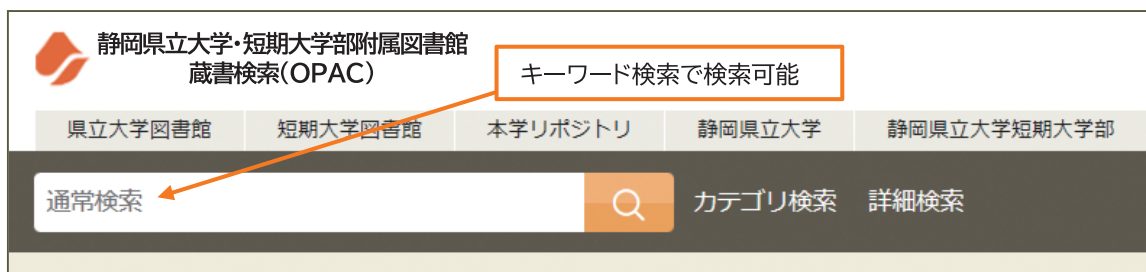 静岡県立大学・短期大学部附属図書館
蔵書検索(OPAC)
キーワード検索で検索可能
県立大学図書館 短期大学図書館 本学リポジトリ 静岡県立大学 静岡県立大学短期大学部
通常検索 カテゴリ検索 詳細検索